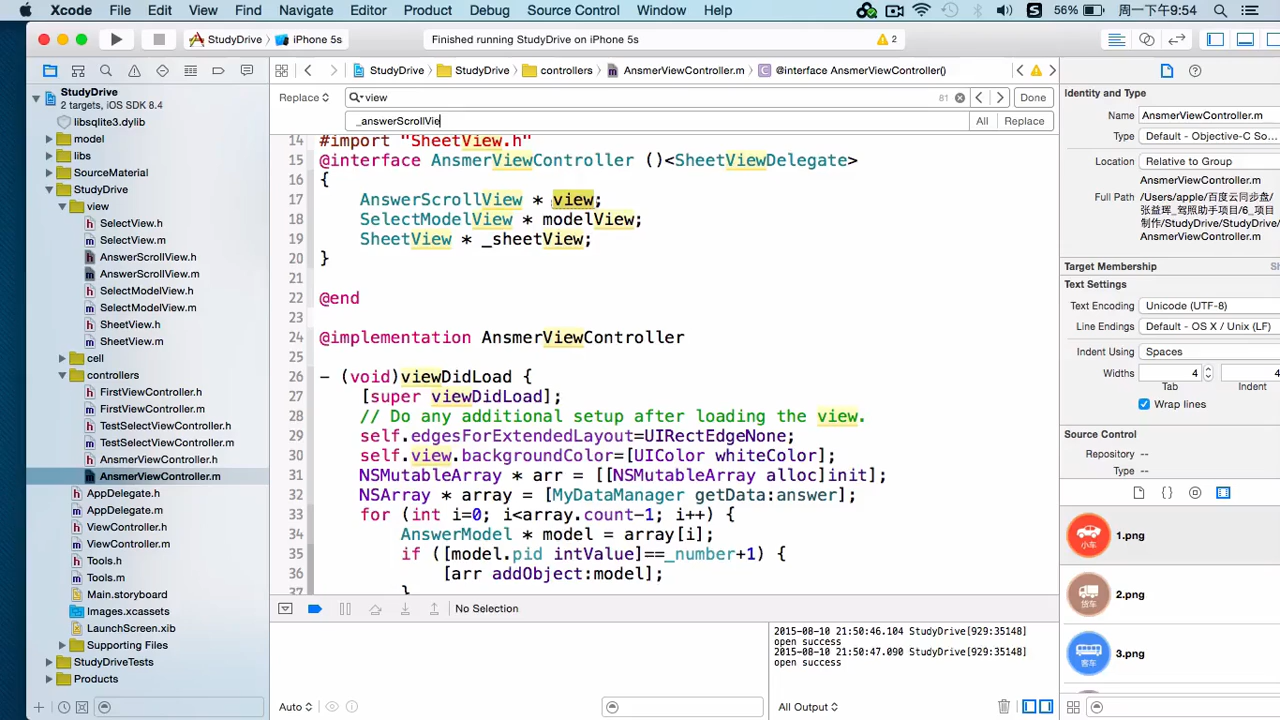 Xcode File Edit View Find Navigate Editor Product Debug Source Control Window Help 56% 周一下午9:54
StudyDrive iPhone 5s Finished running StudyDrive on iPhone 5s 2
StudyDrive StudyDrive controllers AnsmerViewController.m @interface AnsmerViewController()
StudyDrive
2 targets, iOS SDK 8.4
libsqlite3.dylib
model
libs
SourceMaterial
StudyDrive
view
SelectView.h
SelectView.m
AnswerScrollView.h
AnswerScrollView.m
SelectModelView.h
SelectModelView.m
SheetView.h
SheetView.m
cell
controllers
FirstViewController.h
FirstViewController.m
TestSelectViewController.h
TestSelectViewController.m
AnsmerViewController.h
AnsmerViewController.m
AppDelegate.h
AppDelegate.m
ViewController.h
ViewController.m
Tools.h
Tools.m
Main.storyboard
Images.xcassets
LaunchScreen.xib
Supporting Files
StudyDriveTests
Products
Replace view 81 Done
_answerScrollVie All Replace
14 #import "SheetView.h"
15 @interface AnsmerViewController ()<SheetViewDelegate>
16 {
17 AnswerScrollView * view;
18 SelectModelView * modelView;
19 SheetView * _sheetView;
20 }
21
22 @end
23
24 @implementation AnsmerViewController
25
26 - (void)viewDidLoad {
27 [super viewDidLoad];
28 // Do any additional setup after loading the view.
29 self.edgesForExtendedLayout=UIRectEdgeNone;
30 self.view.backgroundColor=[UIColor whiteColor];
31 NSMutableArray * arr = [[NSMutableArray alloc]init];
32 NSArray * array = [MyDataManager getData:answer];
33 for (int i=0; i<array.count-1; i++) {
34 AnswerModel * model = array[i];
35 if ([model.pid intValue]==_number+1) {
36 [arr addObject:model];
37 }
No Selection
2015-08-10 21:50:46.104 StudyDrive[929:35148]
open success
2015-08-10 21:50:47.090 StudyDrive[929:35148]
open success
Auto All Output
Identity and Type
Name AnsmerViewController.m
Type Default - Objective-C So...
Location Relative to Group
AnsmerViewController.m
Full Path /Users/apple/百度云同步盘/
张益珲_驾照助手项目/6_项目
制作/StudyDrive/StudyDrive/
AnsmerViewController.m
Target Membership
Text Settings
Text Encoding Unicode (UTF-8)
Line Endings Default - OS X / Unix (LF)
Indent Using Spaces
Widths 4 4
Tab Indent
Wrap lines
Source Control
Repository --
Type --
小车 1.png
货车 2.png
客车 3.png